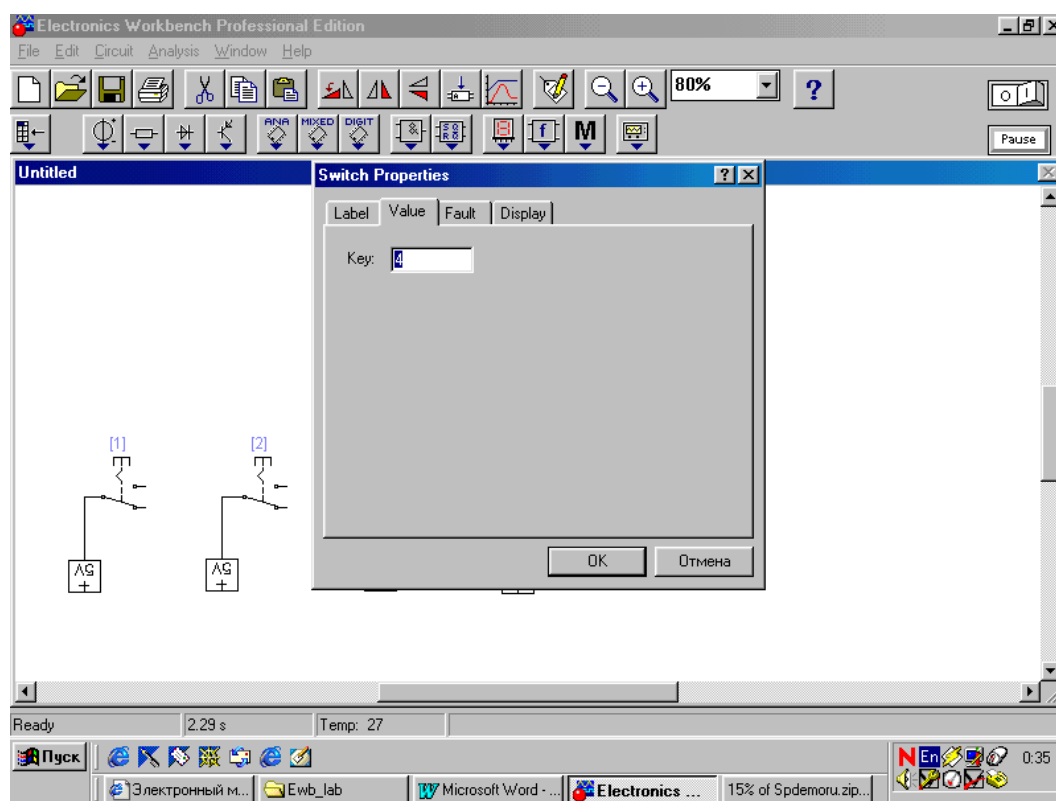 Electronics Workbench Professional Edition
File Edit Circuit Analysis Window Help
80% ?
ANA MIXED DIGIT
Pause
Untitled
Switch Properties
Label Value Fault Display
Key: 4
[1] [2]
5V 5V
+ +
OK Отмена
Ready 2.29 s Temp: 27
Пуск N En 0:35
Электронный м... Ewb_lab Microsoft Word - ... Electronics ... 15% of Spdemoru.zip...